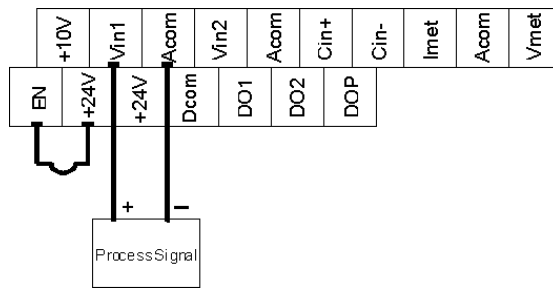 +10V Vin1 Acom Vin2 Acom Cin+ Cin- Imet Acom Vmet
EN +24V +24V Dcom DO1 DO2 DOP
+ −
ProcessSignal